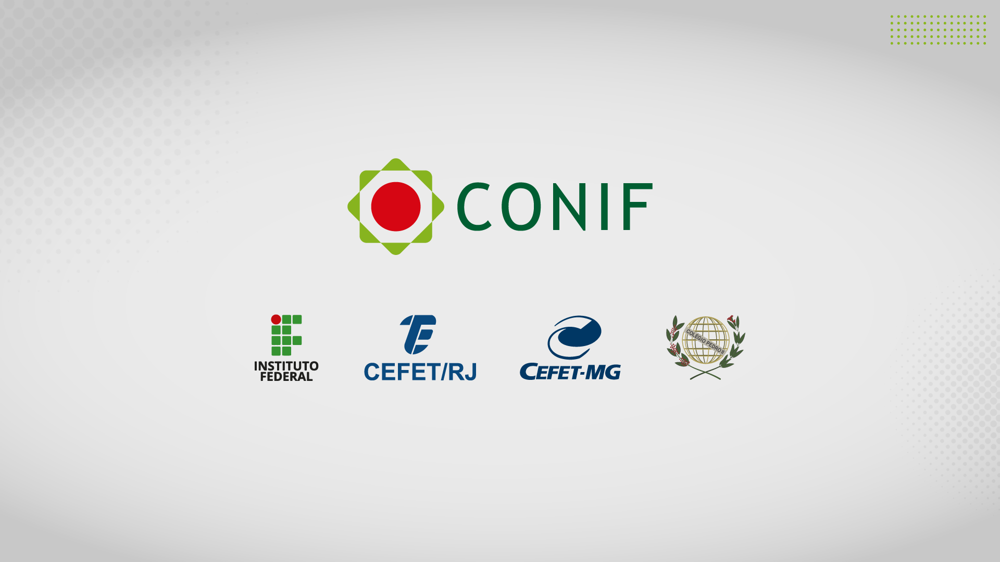 CONIF
INSTITUTO
FEDERAL
CEFET/RJ
CEFET-MG
COLÉGIO PEDRO II